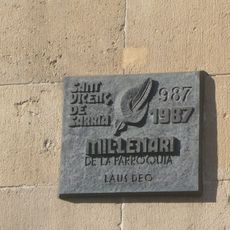 SANT
VICENÇ
DE
SARRIÀ
987
1987
MIL·LENARI
DE LA PARRÒQUIA
LAUS DEO